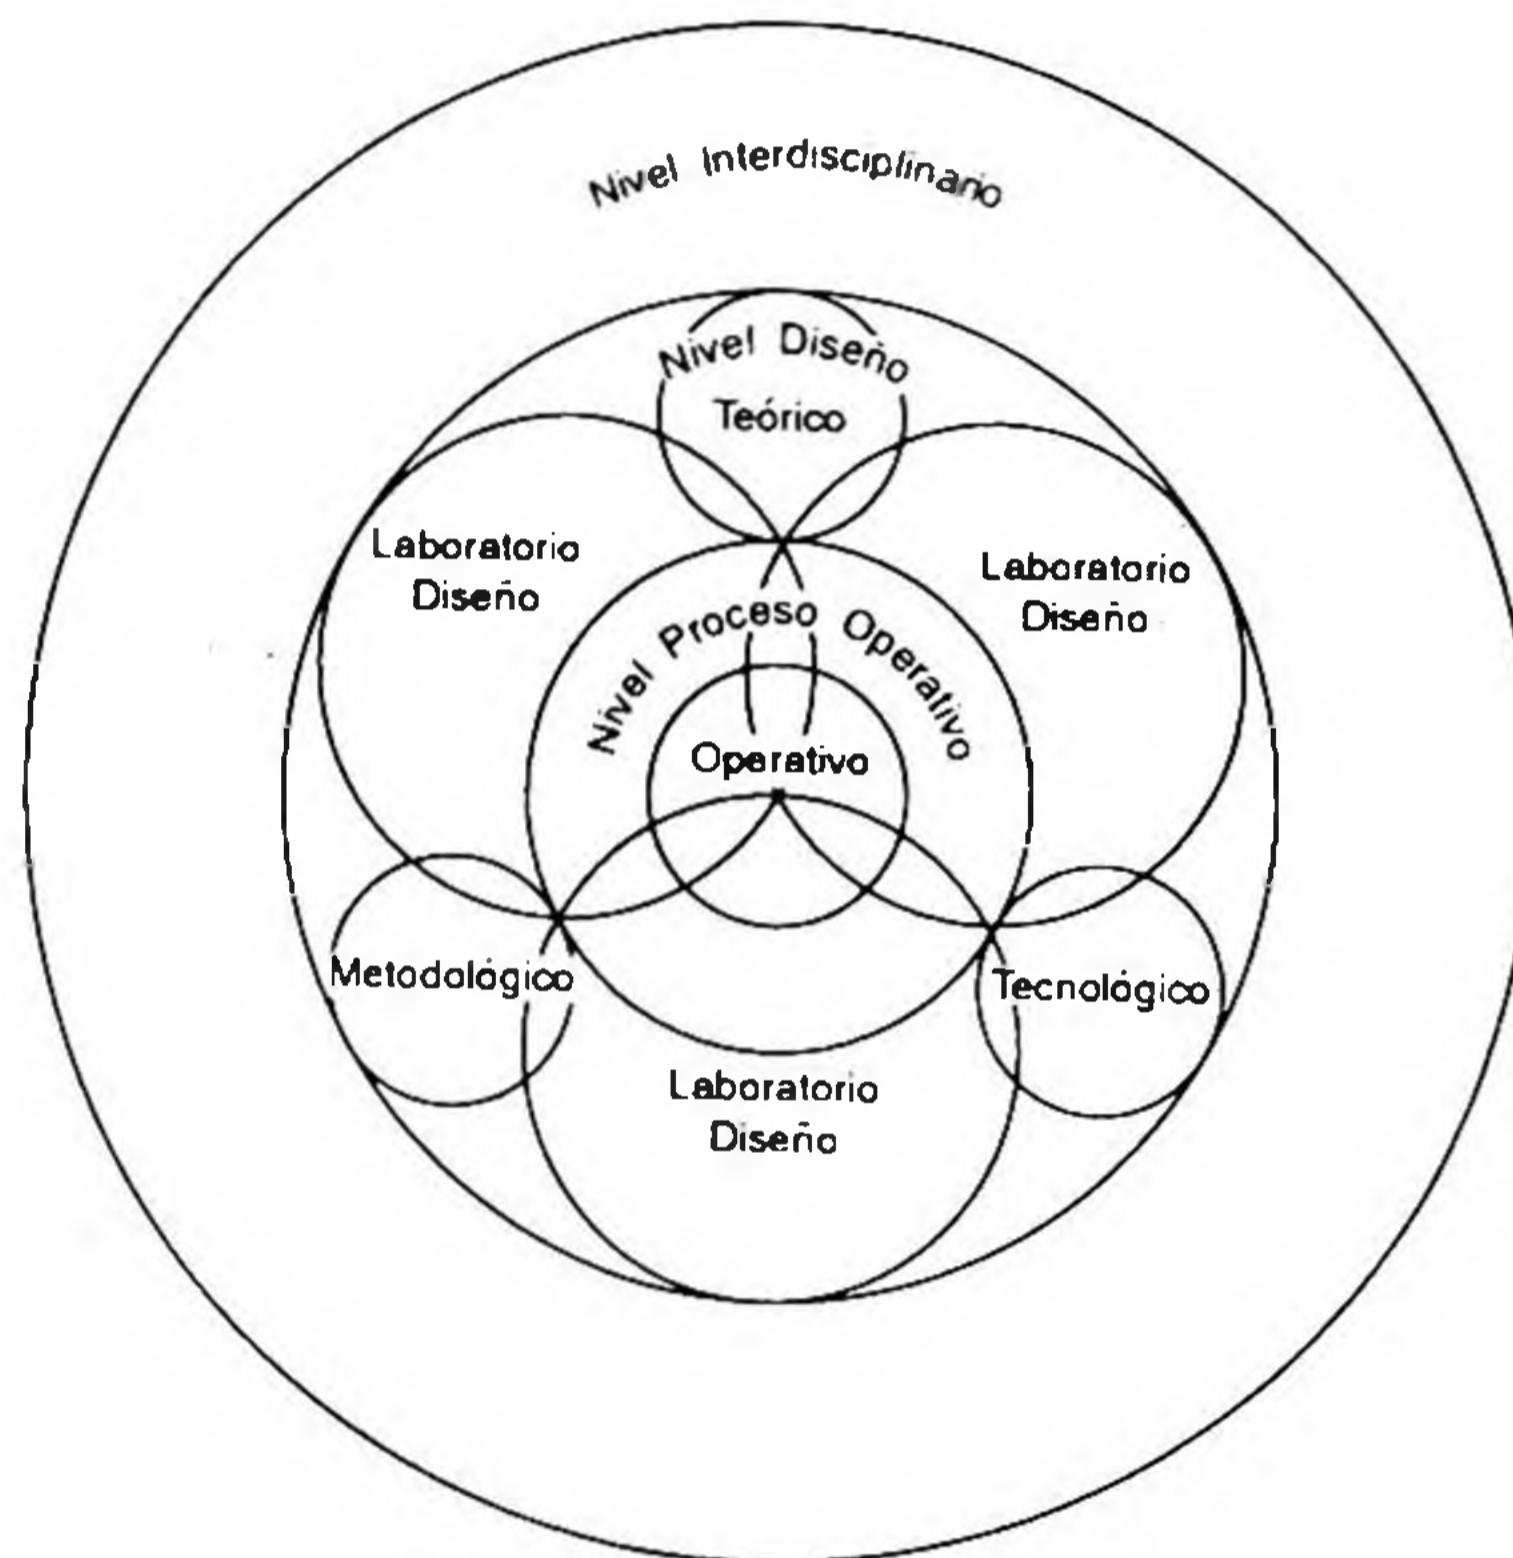 Nivel Interdisciplinario
Nivel Diseño
Teórico
Laboratorio
Diseño
Laboratorio
Diseño
Nivel Proceso Operativo
Operativo
Metodológico
Tecnológico
Laboratorio
Diseño